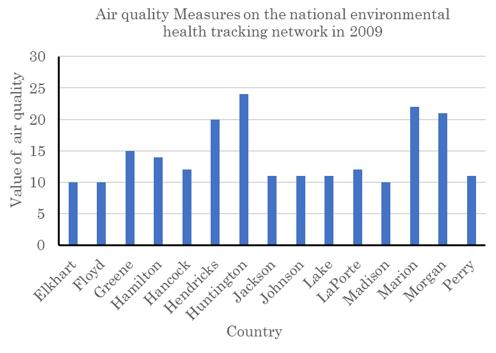 Air quality Measures on the national environmental
health tracking network in 2009
Value of air quality
30
25
20
15
10
5
0
Elkhart
Floyd
Greene
Hamilton
Hancock
Hendricks
Huntington
Jackson
Johnson
Lake
LaPorte
Madison
Marion
Morgan
Perry
Country